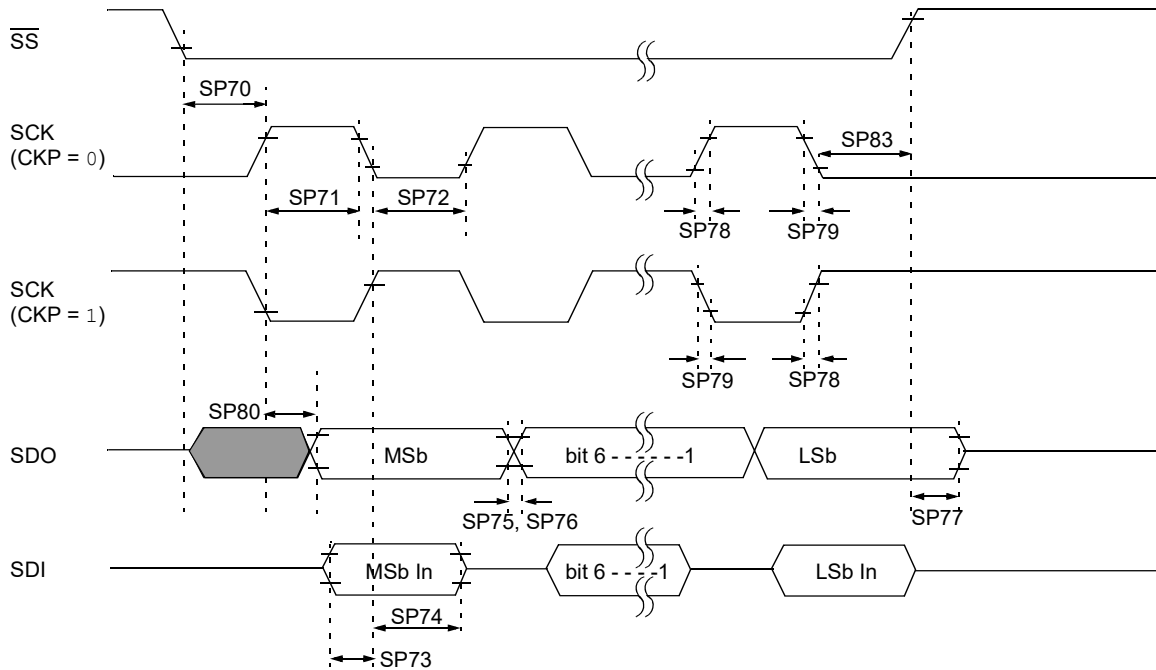 SS
SP70
SCK
(CKP = 0)
SP83
SP71
SP72
SP78
SP79
SCK
(CKP = 1)
SP79
SP78
SP80
SDO
MSb
bit 6 - - - - - -1
LSb
SP75, SP76
SP77
SDI
MSb In
bit 6 - - - -1
LSb In
SP74
SP73